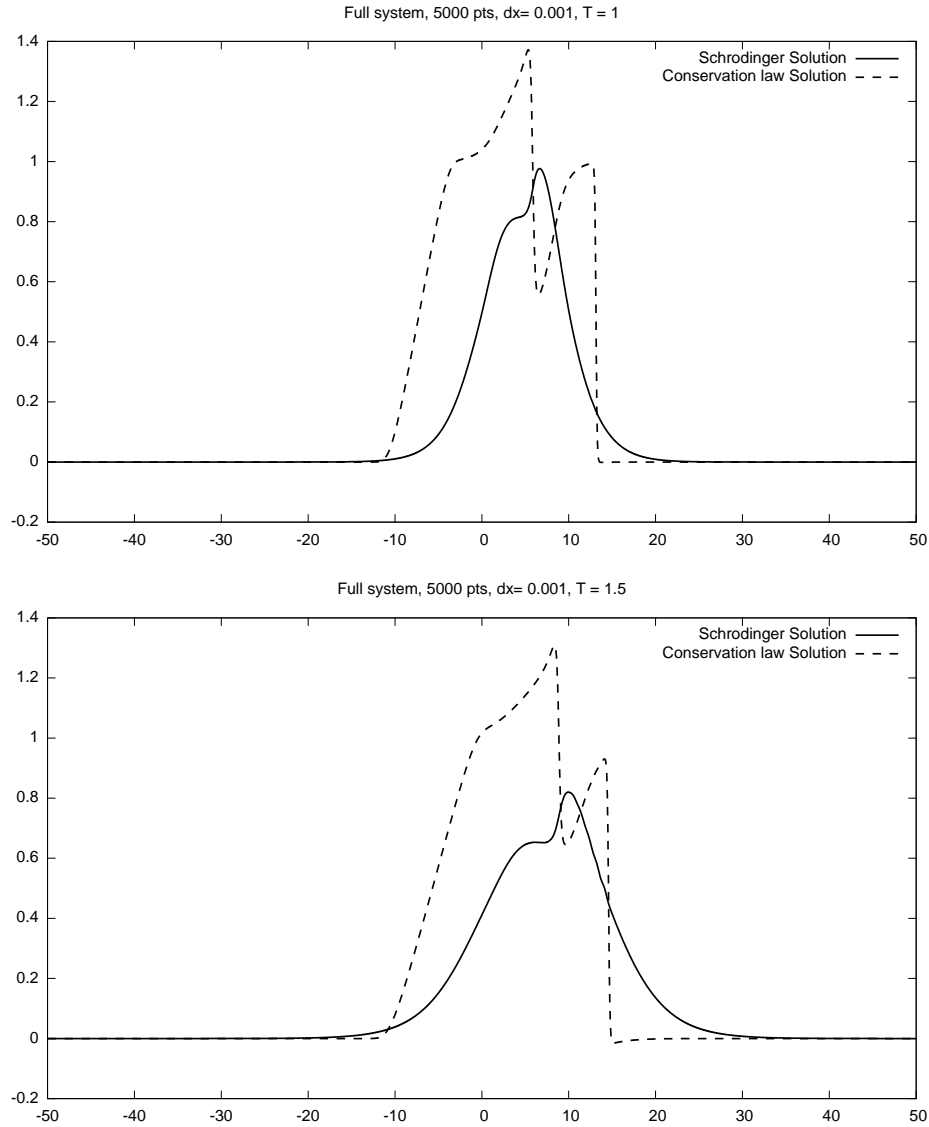 Full system, 5000 pts, dx= 0.001, T = 1
1.4
Schrodinger Solution
Conservation law Solution
1.2
1
0.8
0.6
0.4
0.2
0
-0.2
-50 -40 -30 -20 -10 0 10 20 30 40 50
Full system, 5000 pts, dx= 0.001, T = 1.5
1.4
Schrodinger Solution
Conservation law Solution
1.2
1
0.8
0.6
0.4
0.2
0
-0.2
-50 -40 -30 -20 -10 0 10 20 30 40 50